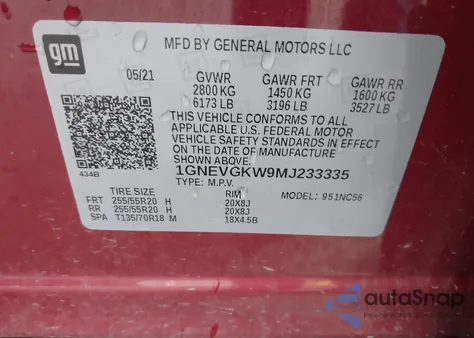 gm
MFD BY GENERAL MOTORS LLC
05/21 GVWR GAWR FRT GAWR RR
2800 KG 1450 KG 1600 KG
6173 LB 3196 LB 3527 LB
THIS VEHICLE CONFORMS TO ALL
APPLICABLE U.S. FEDERAL MOTOR
VEHICLE SAFETY STANDARDS IN EFFECT
ON THE DATE OF MANUFACTURE
SHOWN ABOVE.
434B
1GNEVGKW9MJ233335
TYPE: M.P.V. MODEL: 951NC56
TIRE SIZE RIM
FRT 255/55R20 H 20X8J
RR 255/55R20 H 20X8J
SPA T135/70R18 M 18X4.5B
autoSnap